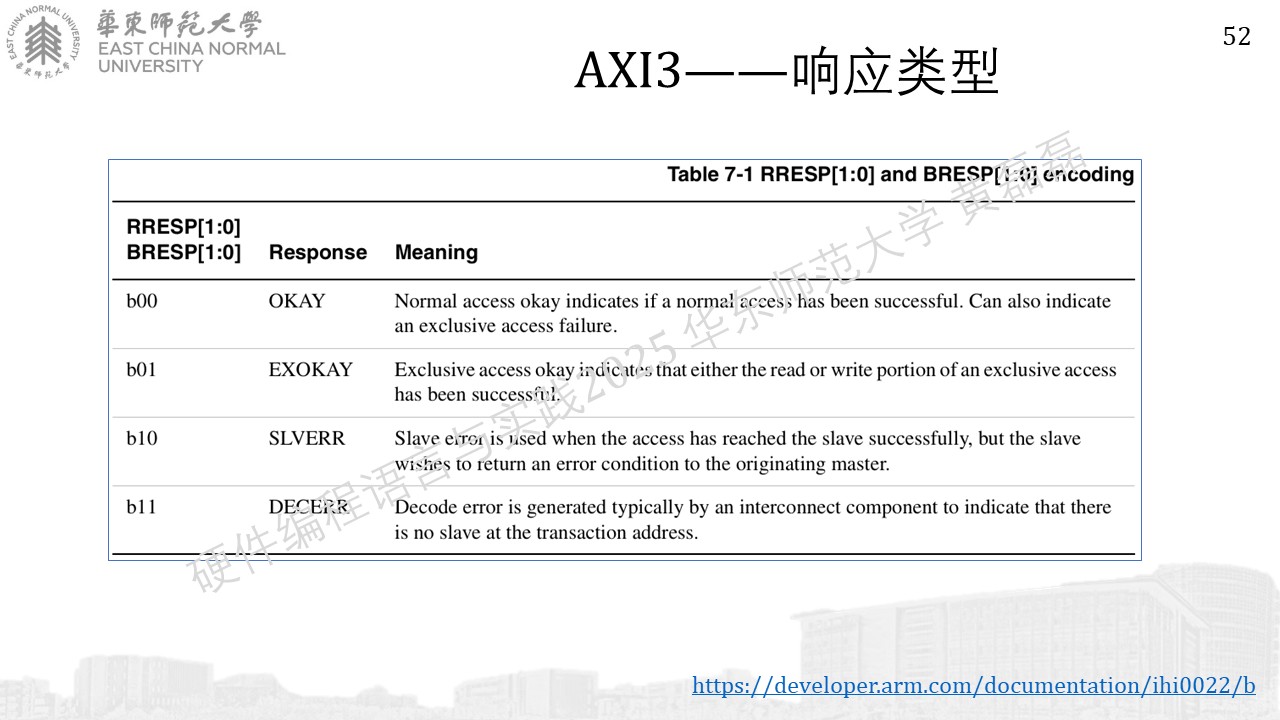 華東師範大學
EAST CHINA NORMAL
UNIVERSITY
52
AXI3——响应类型
Table 7-1 RRESP[1:0] and BRESP[1:0] encoding
RRESP[1:0]
BRESP[1:0] Response Meaning
b00 OKAY Normal access okay indicates if a normal access has been successful. Can also indicate
an exclusive access failure.
b01 EXOKAY Exclusive access okay indicates that either the read or write portion of an exclusive access
has been successful.
b10 SLVERR Slave error is used when the access has reached the slave successfully, but the slave
wishes to return an error condition to the originating master.
b11 DECERR Decode error is generated typically by an interconnect component to indicate that there
is no slave at the transaction address.
硬件编程语言与实践2025 华东师范大学 黄磊磊
https://developer.arm.com/documentation/ihi0022/b